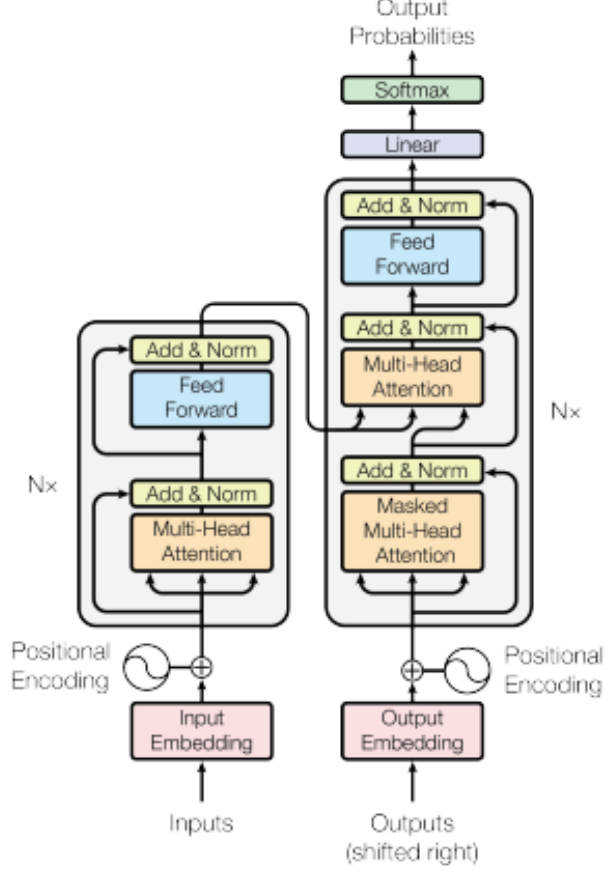 Output
Probabilities
Softmax
Linear
Add & Norm
Feed
Forward
Add & Norm
Multi-Head
Attention
Add & Norm
Masked
Multi-Head
Attention
N×
Add & Norm
Feed
Forward
Add & Norm
Multi-Head
Attention
N×
Positional
Encoding
Positional
Encoding
Input
Embedding
Output
Embedding
Inputs
Outputs
(shifted right)